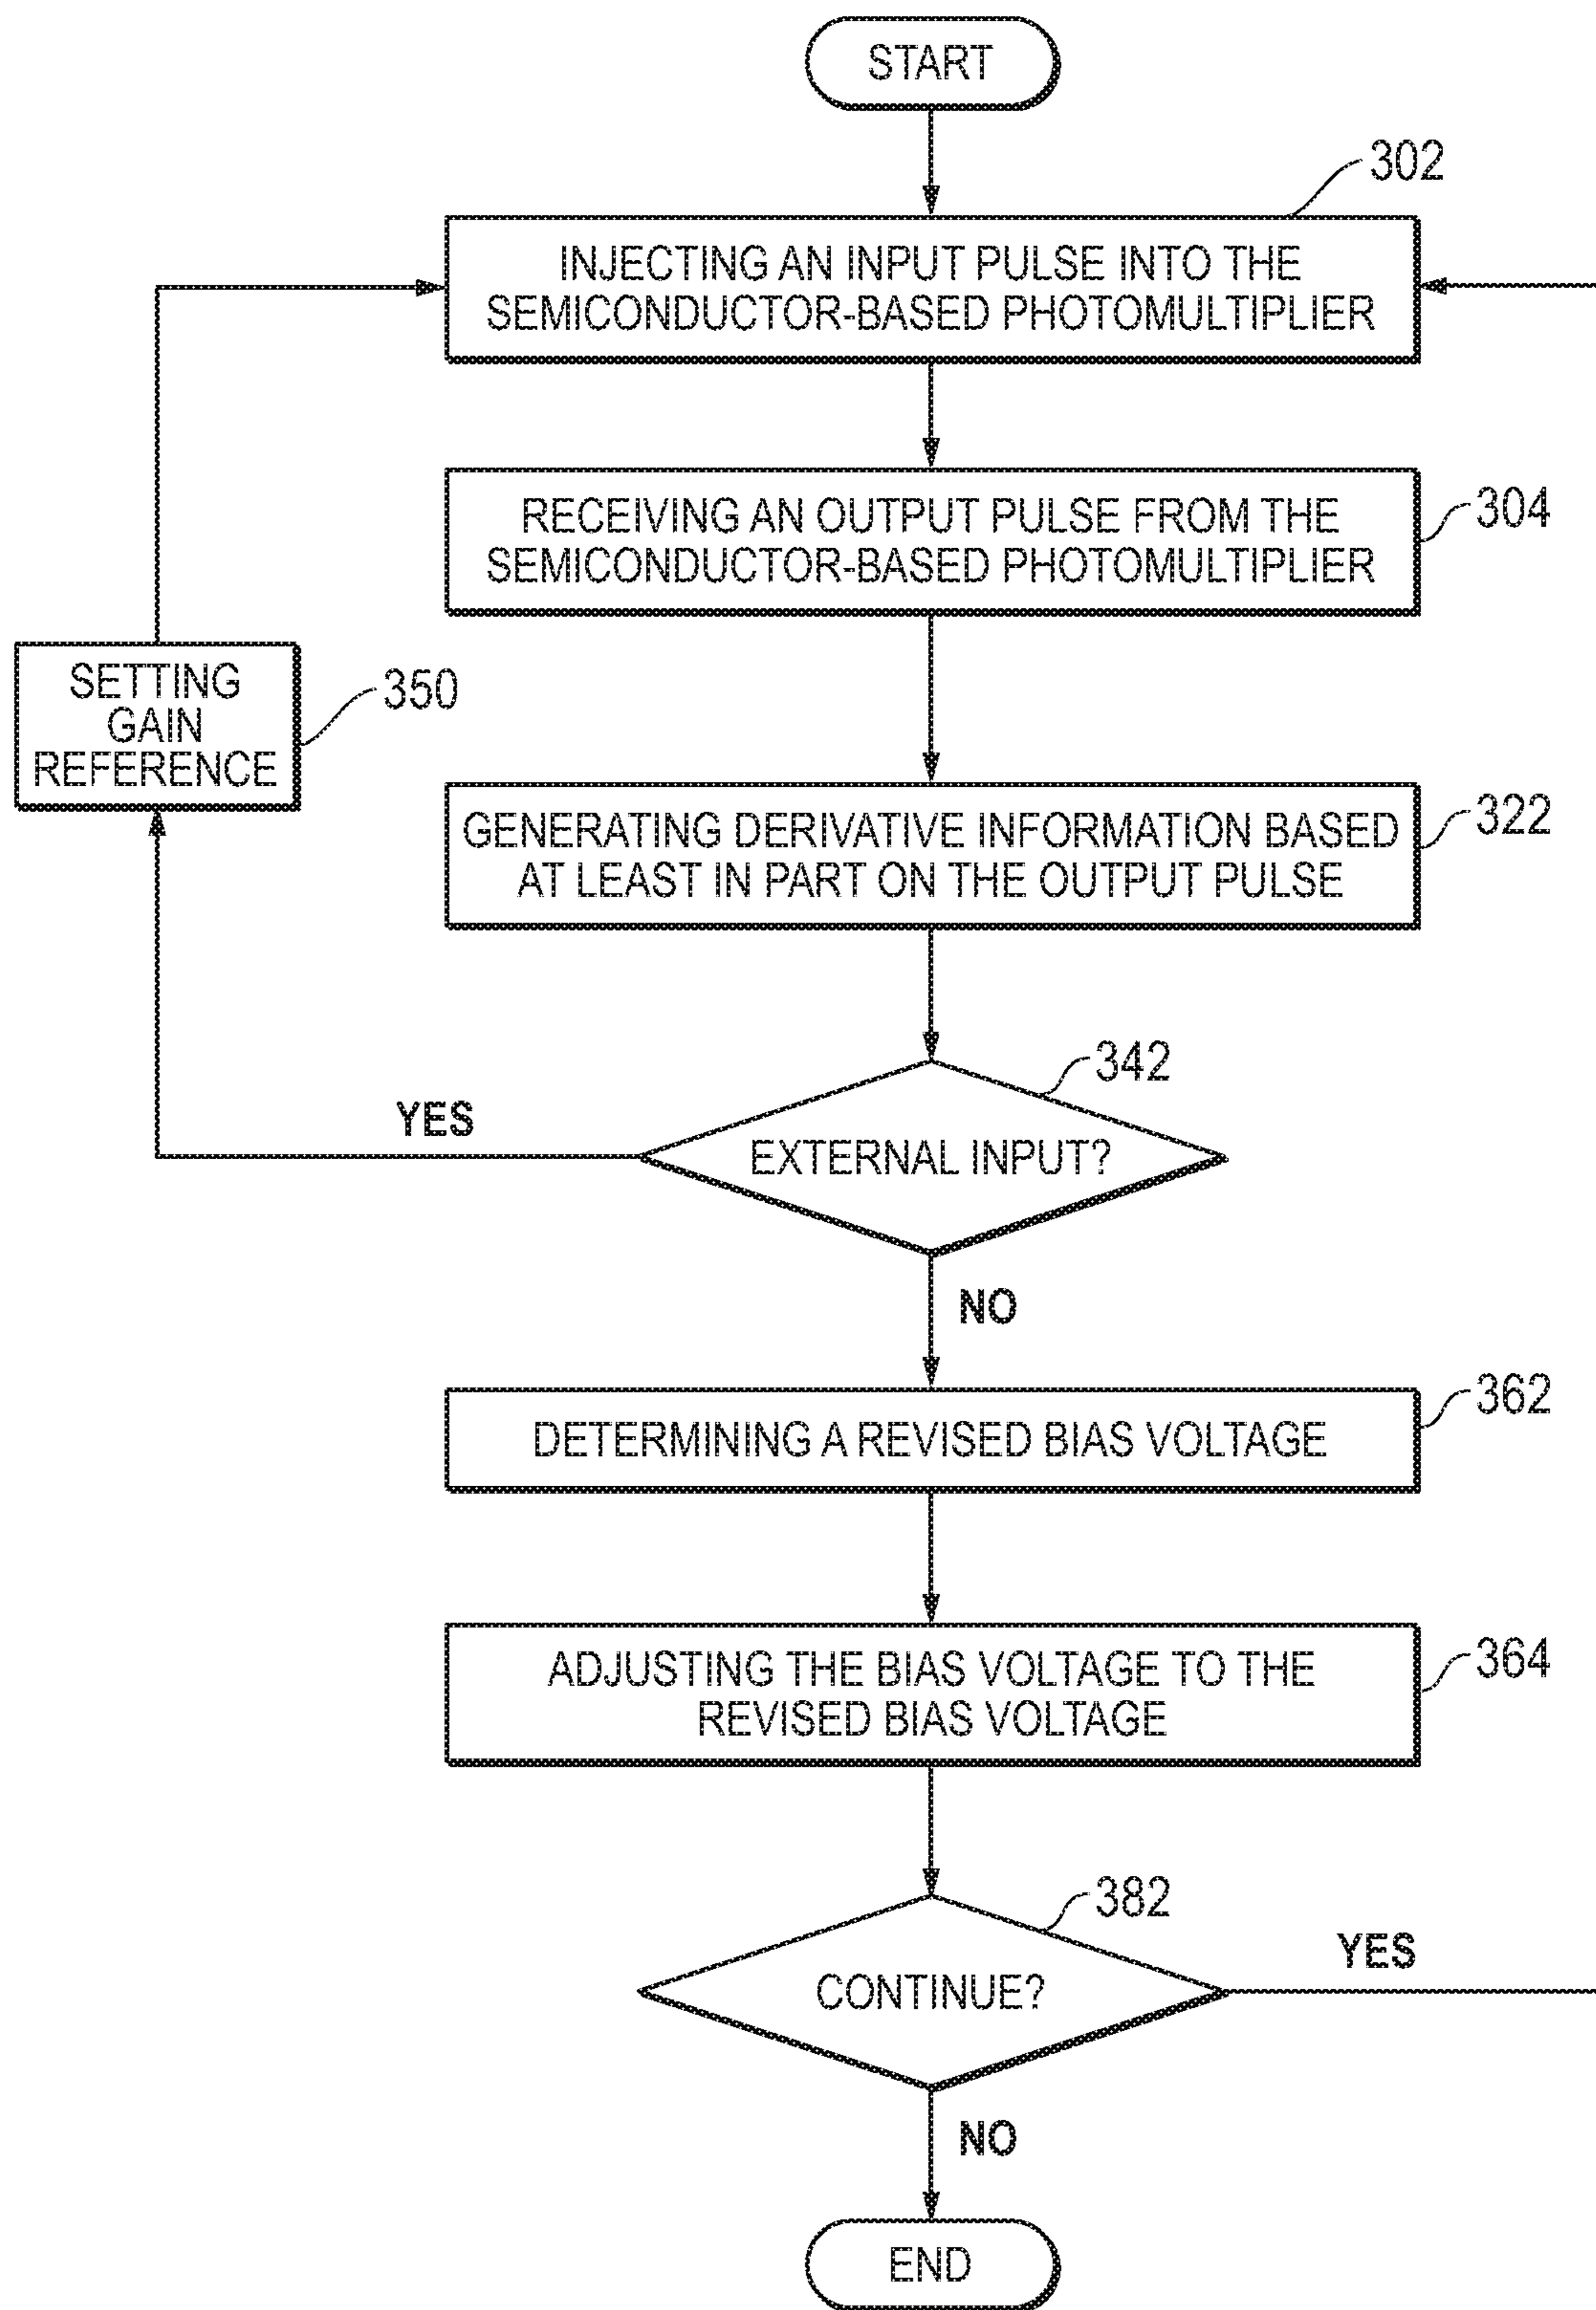 START
302
INJECTING AN INPUT PULSE INTO THE
SEMICONDUCTOR-BASED PHOTOMULTIPLIER
RECEIVING AN OUTPUT PULSE FROM THE
SEMICONDUCTOR-BASED PHOTOMULTIPLIER
304
SETTING
GAIN
REFERENCE
350
GENERATING DERIVATIVE INFORMATION BASED
AT LEAST IN PART ON THE OUTPUT PULSE
322
342
YES
EXTERNAL INPUT?
NO
DETERMINING A REVISED BIAS VOLTAGE
362
ADJUSTING THE BIAS VOLTAGE TO THE
REVISED BIAS VOLTAGE
364
382
CONTINUE?
YES
NO
END